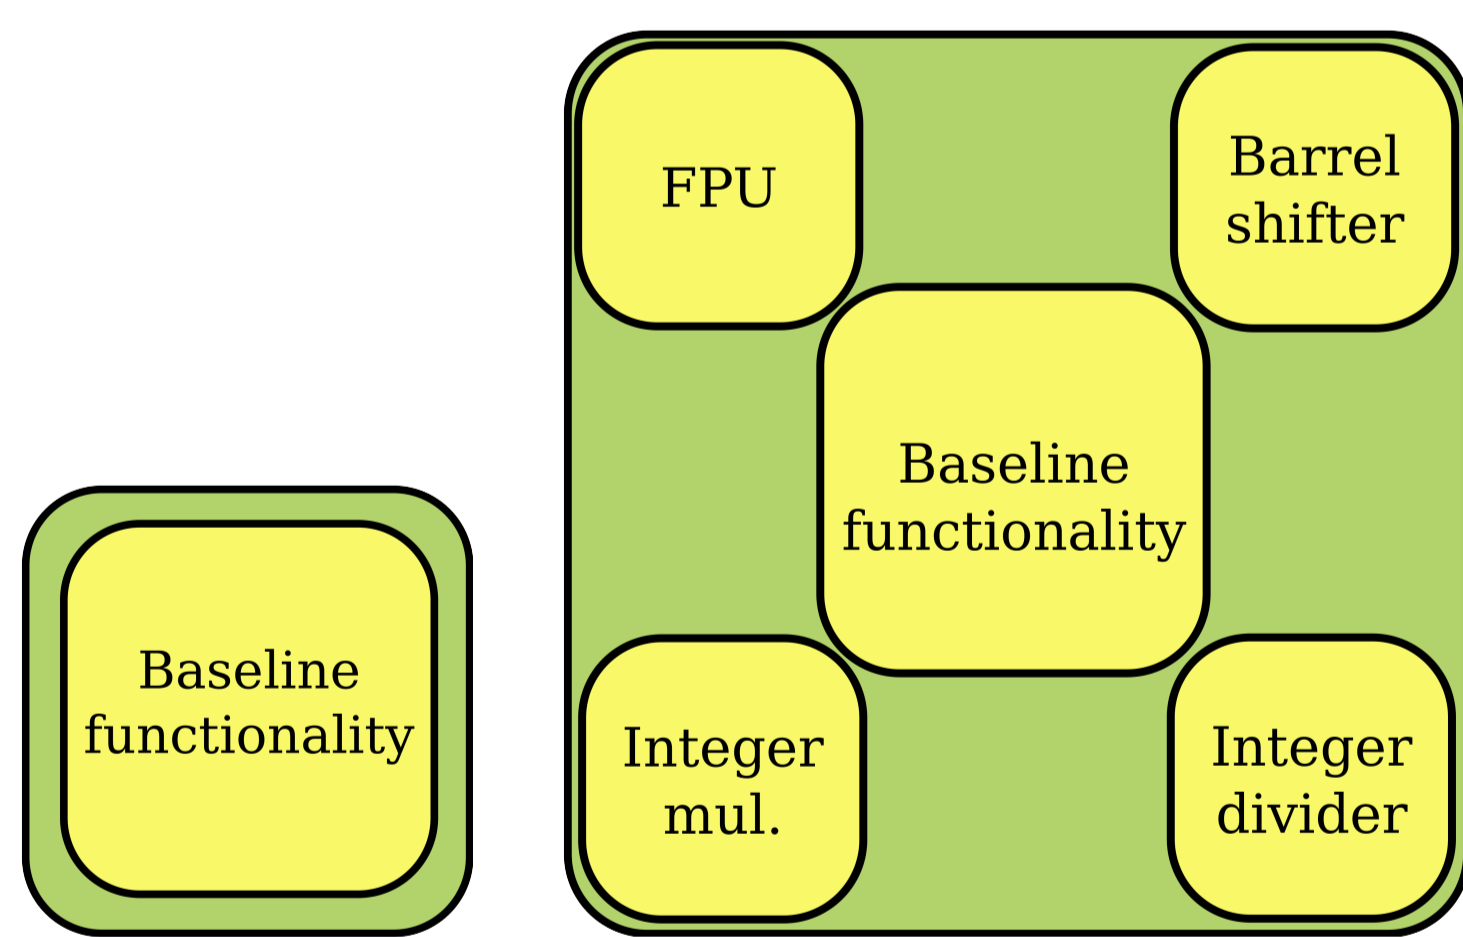 Baseline
functionality
FPU
Barrel
shifter
Baseline
functionality
Integer
mul.
Integer
divider